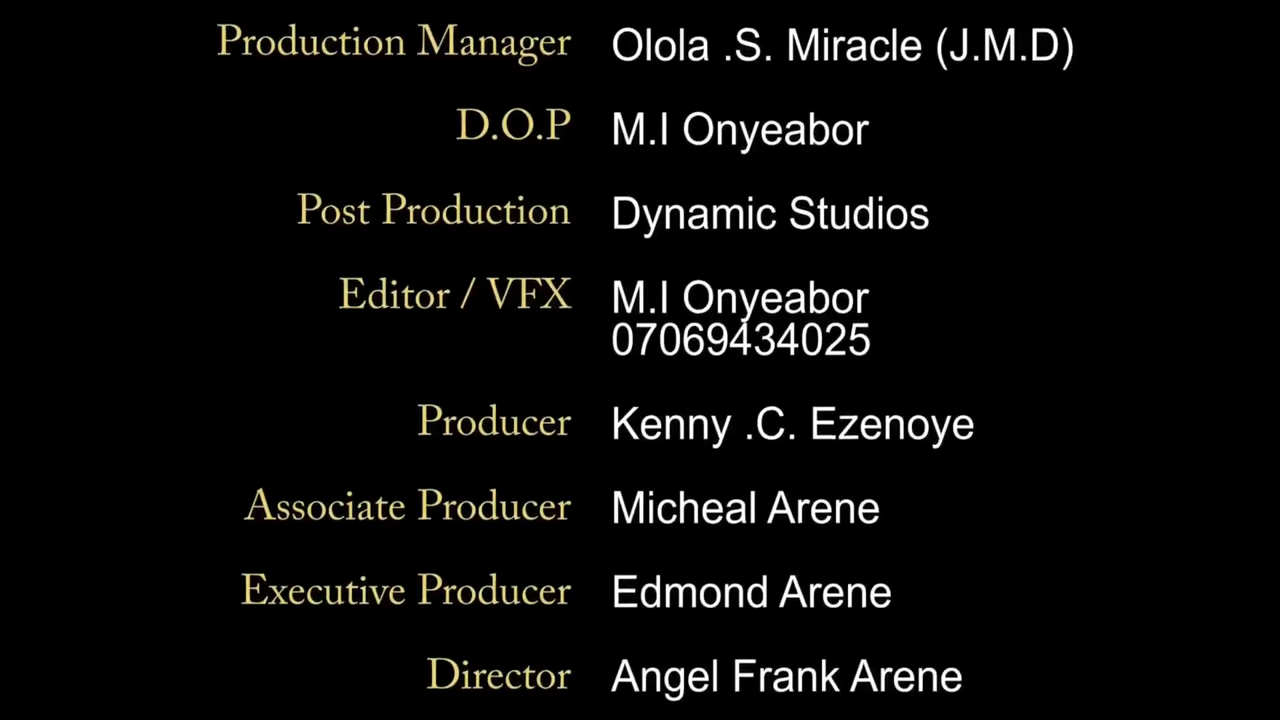 Production Manager Olola .S. Miracle (J.M.D)
D.O.P M.I Onyeabor
Post Production Dynamic Studios
Editor / VFX M.I Onyeabor
07069434025
Producer Kenny .C. Ezenoye
Associate Producer Micheal Arene
Executive Producer Edmond Arene
Director Angel Frank Arene